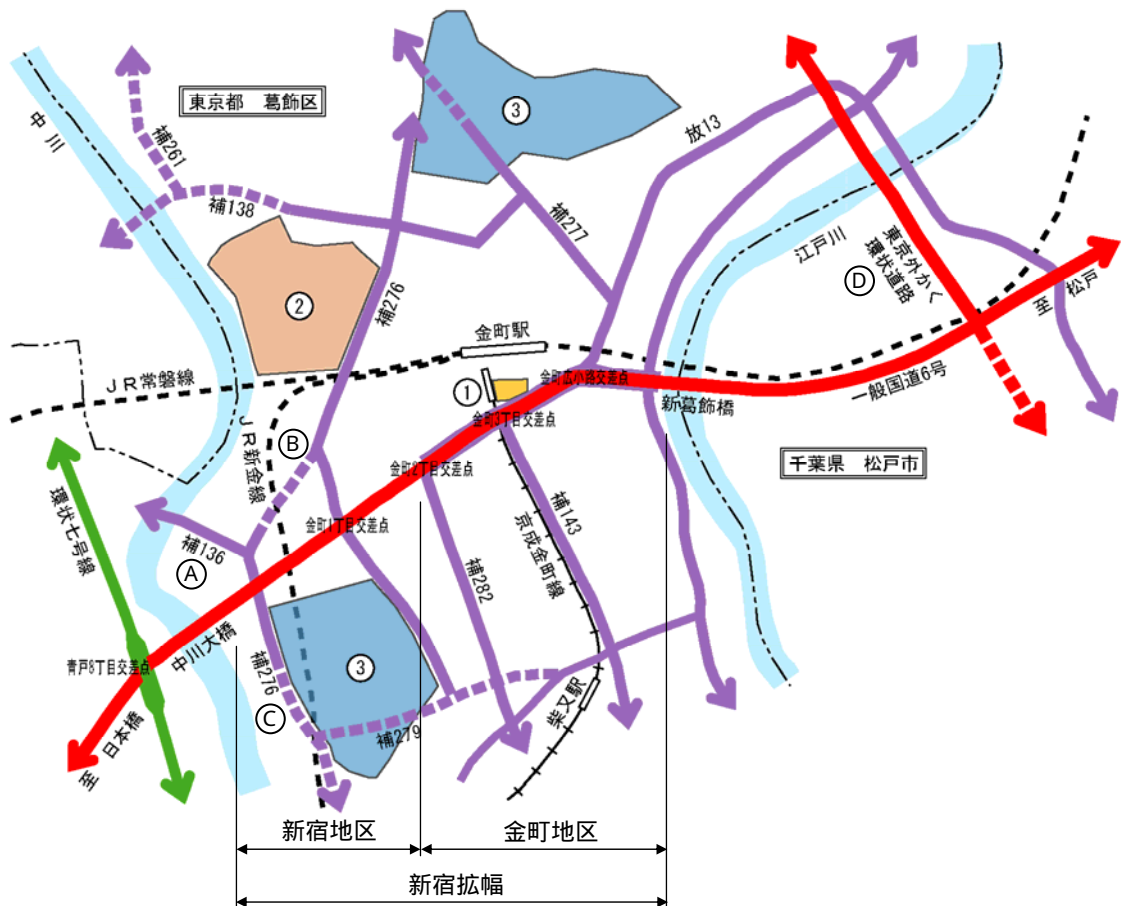 東京都 葛飾区
中川
補261
補138
③
放13
補277
補276
②
江戸川
東京外かく
環状道路
Ⓓ
至 松戸
金町駅
JR常磐線
①
金町広小路交差点
金町3丁目交差点
新葛飾橋
一般国道6号
JR新金線
Ⓑ
金町2丁目交差点
千葉県 松戸市
環状七号線
補136
Ⓐ
金町1丁目交差点
補143
京成金町線
補282
中川大橋
青戸8丁目交差点
補276
Ⓒ
③
補279
柴又駅
至 日本橋
新宿地区
金町地区
新宿拡幅